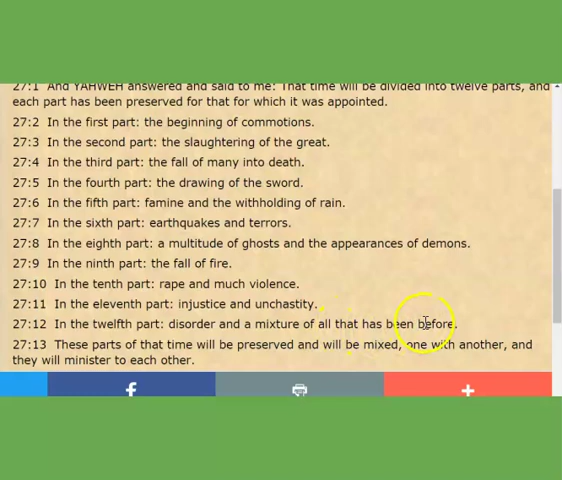 27:1 And YAHWEH answered and said to me: That time will be divided into twelve parts, and
each part has been preserved for that for which it was appointed.
27:2 In the first part: the beginning of commotions.
27:3 In the second part: the slaughtering of the great.
27:4 In the third part: the fall of many into death.
27:5 In the fourth part: the drawing of the sword.
27:6 In the fifth part: famine and the withholding of rain.
27:7 In the sixth part: earthquakes and terrors.
27:8 In the eighth part: a multitude of ghosts and the appearances of demons.
27:9 In the ninth part: the fall of fire.
27:10 In the tenth part: rape and much violence.
27:11 In the eleventh part: injustice and unchastity.
27:12 In the twelfth part: disorder and a mixture of all that has been before.
27:13 These parts of that time will be preserved and will be mixed, one with another, and
they will minister to each other.